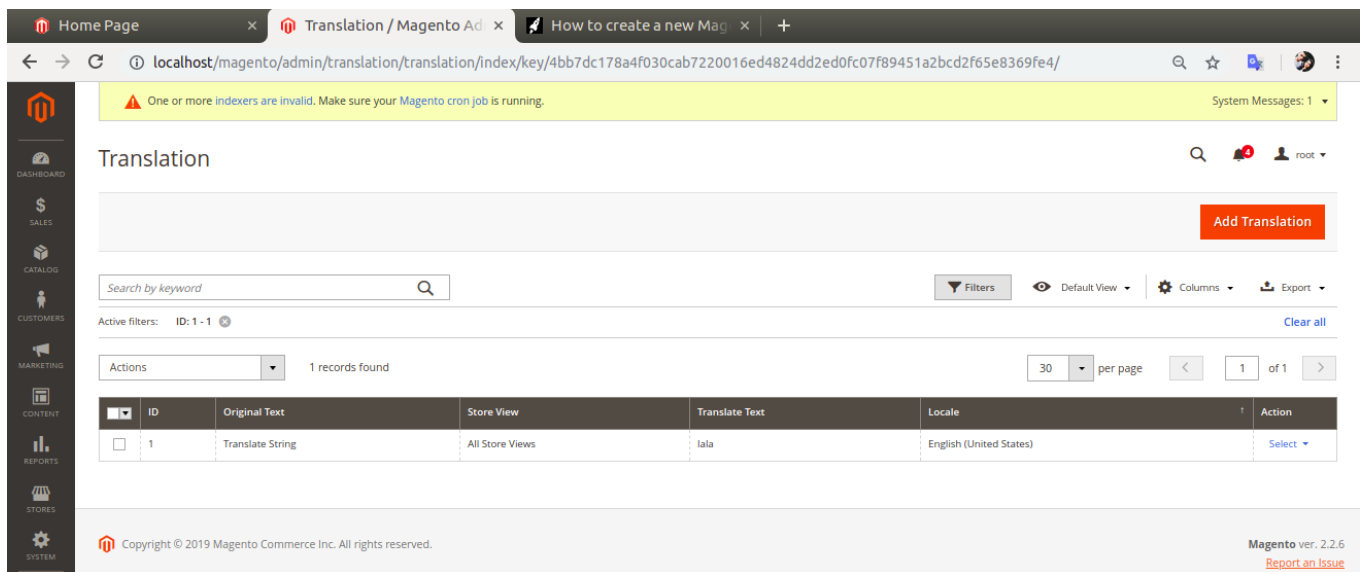 Home Page
Translation / Magento Ad
How to create a new Mag
localhost/magento/admin/translation/translation/index/key/4bb7dc178a4f030cab7220016ed4824dd2ed0fc07f89451a2bcd2f65e8369fe4/
One or more indexers are invalid. Make sure your Magento cron job is running.
System Messages: 1
DASHBOARD
SALES
CATALOG
CUSTOMERS
MARKETING
CONTENT
REPORTS
STORES
SYSTEM
Translation
4
root
Add Translation
Search by keyword
Filters
Default View
Columns
Export
Active filters: ID: 1 - 1
Clear all
Actions
1 records found
30 per page
1 of 1
ID Original Text Store View Translate Text Locale ↑ Action
1 Translate String All Store Views lala English (United States) Select
Copyright © 2019 Magento Commerce Inc. All rights reserved.
Magento ver. 2.2.6
Report an Issue